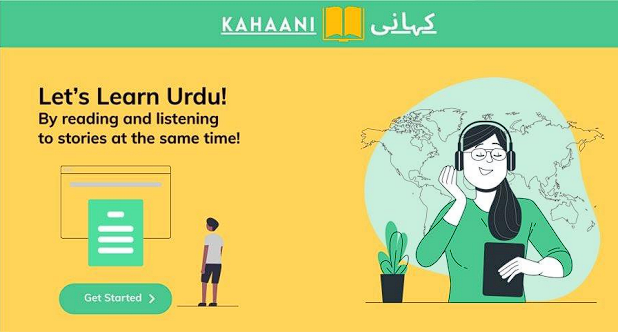 KAHAANI کہانی
Let's Learn Urdu!
By reading and listening
to stories at the same time!
Get Started